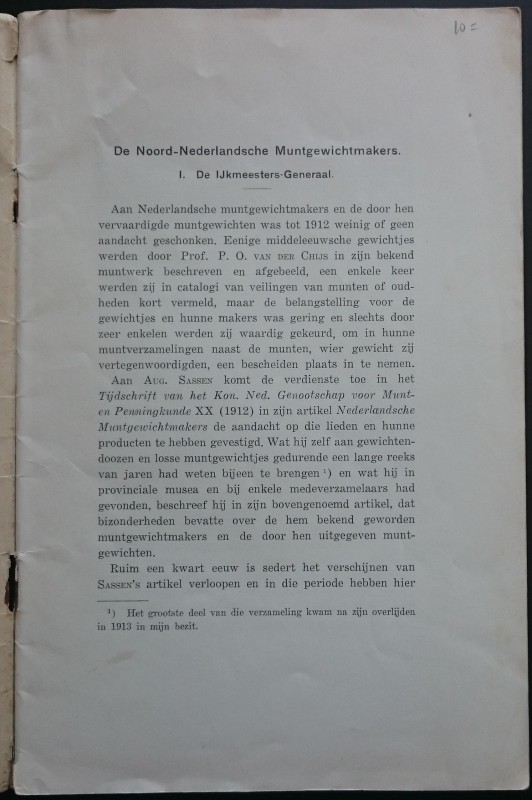 10 =
De Noord-Nederlandsche Muntgewichtmakers.
I. De IJkmeesters-Generaal.
Aan Nederlandsche muntgewichtmakers en de door hen
vervaardigde muntgewichten was tot 1912 weinig of geen
aandacht geschonken. Eenige middeleeuwsche gewichtjes
werden door Prof. P. O. VAN DER CHIJS in zijn bekend
muntwerk beschreven en afgebeeld, een enkele keer
werden zij in catalogi van veilingen van munten of oud-
heden kort vermeld, maar de belangstelling voor de
gewichtjes en hunne makers was gering en slechts door
zeer enkelen werden zij waardig gekeurd, om in hunne
muntverzamelingen naast de munten, wier gewicht zij
vertegenwoordigden, een bescheiden plaats in te nemen.
Aan AUG. SASSEN komt de verdienste toe in het
Tijdschrift van het Kon. Ned. Genootschap voor Munt-
en Penningkunde XX (1912) in zijn artikel Nederlandsche
Muntgewichtmakers de aandacht op die lieden en hunne
producten te hebben gevestigd. Wat hij zelf aan gewichten-
doozen en losse muntgewichtjes gedurende een lange reeks
van jaren had weten bijeen te brengen ¹) en wat hij in
provinciale musea en bij enkele medeverzamelaars had
gevonden, beschreef hij in zijn bovengenoemd artikel, dat
bizonderheden bevatte over de hem bekend geworden
muntgewichtmakers en de door hen uitgegeven munt-
gewichten.
Ruim een kwart eeuw is sedert het verschijnen van
SASSEN'S artikel verloopen en in die periode hebben hier
¹) Het grootste deel van die verzameling kwam na zijn overlijden
in 1913 in mijn bezit.